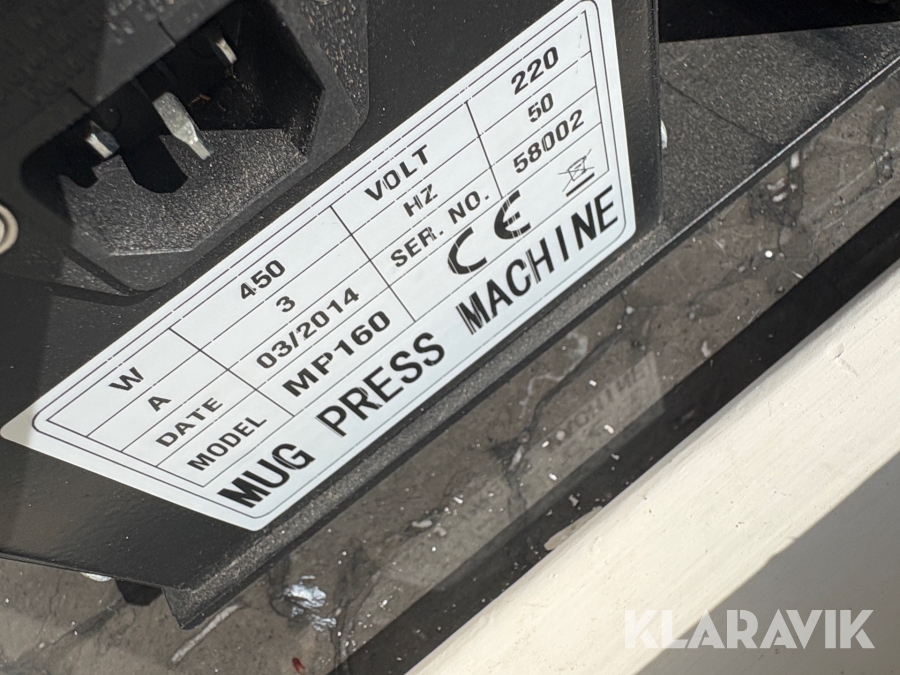 MUG PRESS MACHINE
MODEL MP160 CE
DATE 03/2014 SER. NO. 58002
A 3 HZ 50
W 450 VOLT 220
KLARAVIK